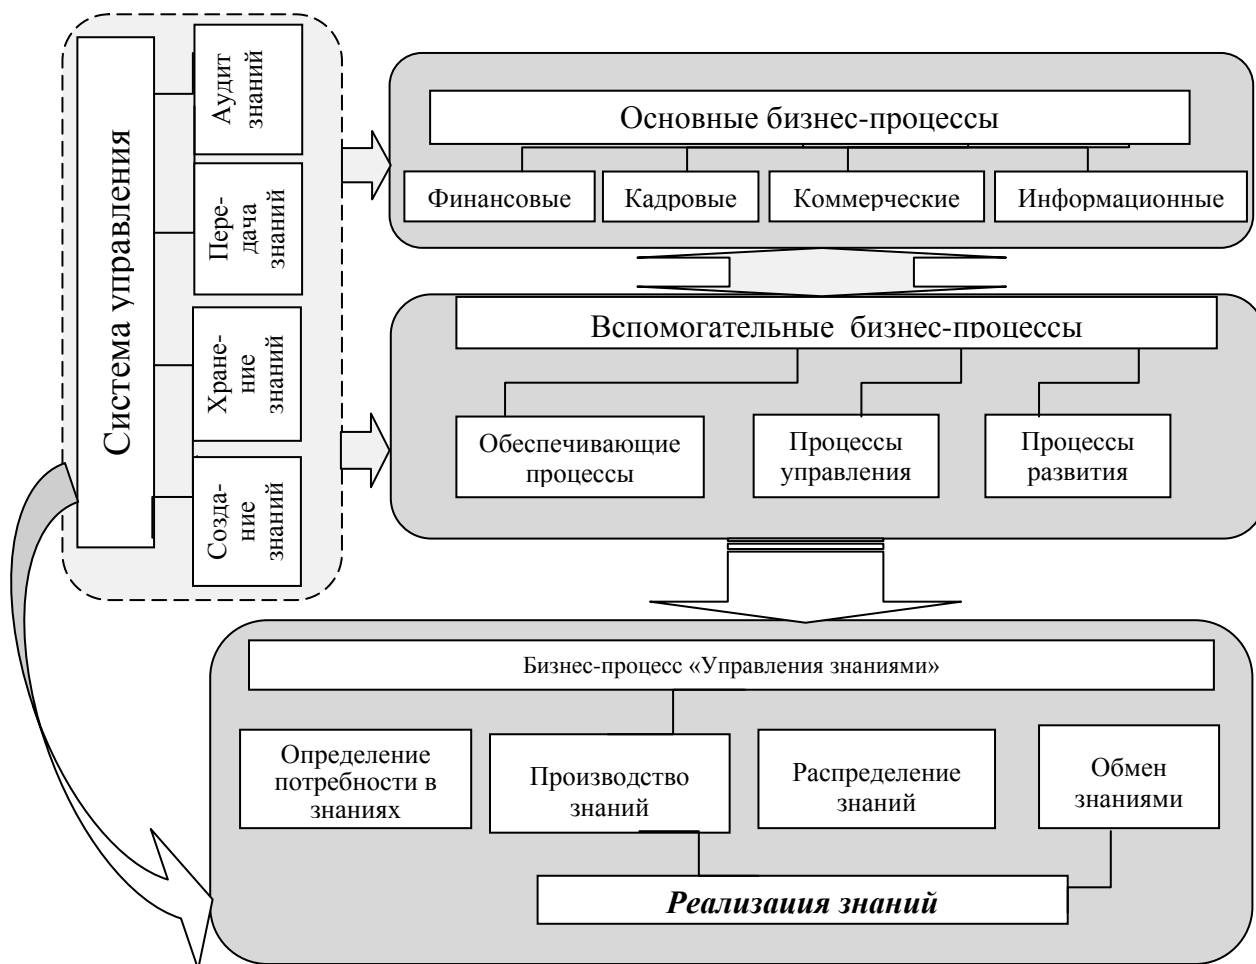 Система управления
Аудит
знаний
Пере-
дача
знаний
Хране-
ние
знаний
Созда-
ние
знаний
Основные бизнес-процессы
Финансовые
Кадровые
Коммерческие
Информационные
Вспомогательные бизнес-процессы
Обеспечивающие
процессы
Процессы
управления
Процессы
развития
Бизнес-процесс «Управления знаниями»
Определение
потребности в
знаниях
Производство
знаний
Распределение
знаний
Обмен
знаниями
Реализация знаний